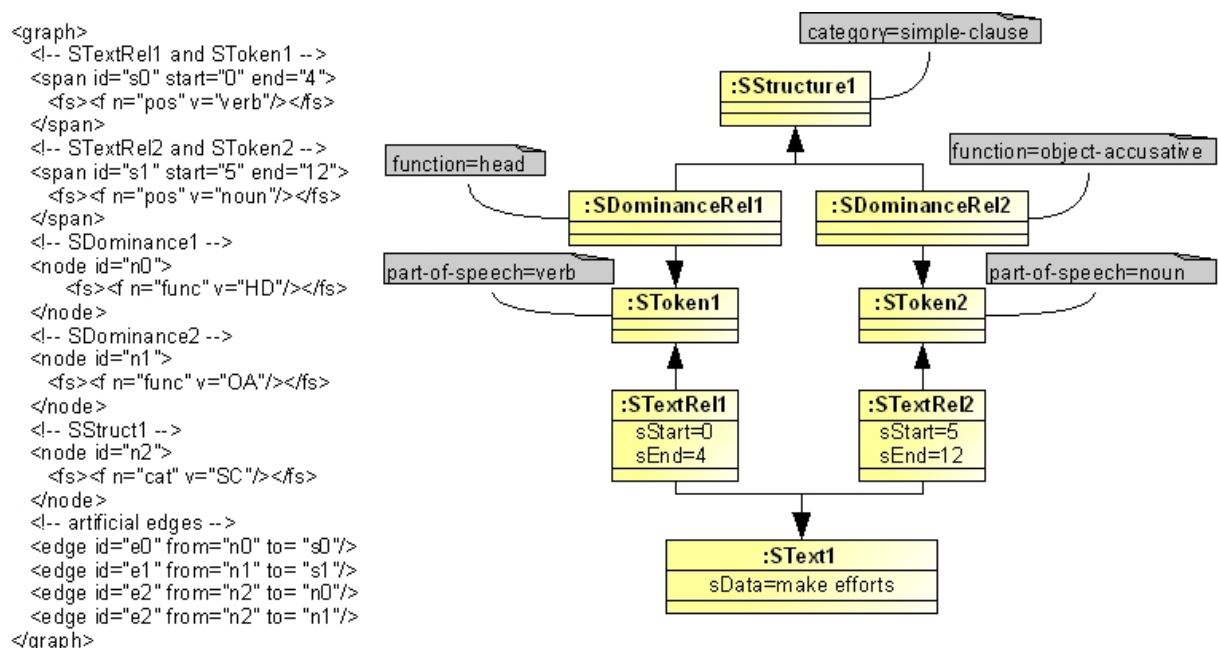 <graph>
<!-- STextRel1 and SToken1 -->
<span id="s0" start="0" end="4">
<fs><f n="pos" v="verb"/></fs>
</span>
<!-- STextRel2 and SToken2 -->
<span id="s1" start="5" end="12">
<fs><f n="pos" v="noun"/></fs>
</span>
<!-- SDominance1 -->
<node id="n0">
<fs><f n="func" v="HD"/></fs>
</node>
<!-- SDominance2 -->
<node id="n1">
<fs><f n="func" v="OA"/></fs>
</node>
<!-- SStruct1 -->
<node id="n2">
<fs><f n="cat" v="SC"/></fs>
</node>
<!-- artificial edges -->
<edge id="e0" from="n0" to= "s0"/>
<edge id="e1" from="n1" to= "s1"/>
<edge id="e2" from="n2" to= "n0"/>
<edge id="e2" from="n2" to= "n1"/>
</graph>
category=simple-clause
:SStructure1
function=head
function=object-accusative
:SDominanceRel1
:SDominanceRel2
part-of-speech=verb
part-of-speech=noun
:SToken1
:SToken2
:STextRel1
sStart=0
sEnd=4
:STextRel2
sStart=5
sEnd=12
:SText1
sData=make efforts